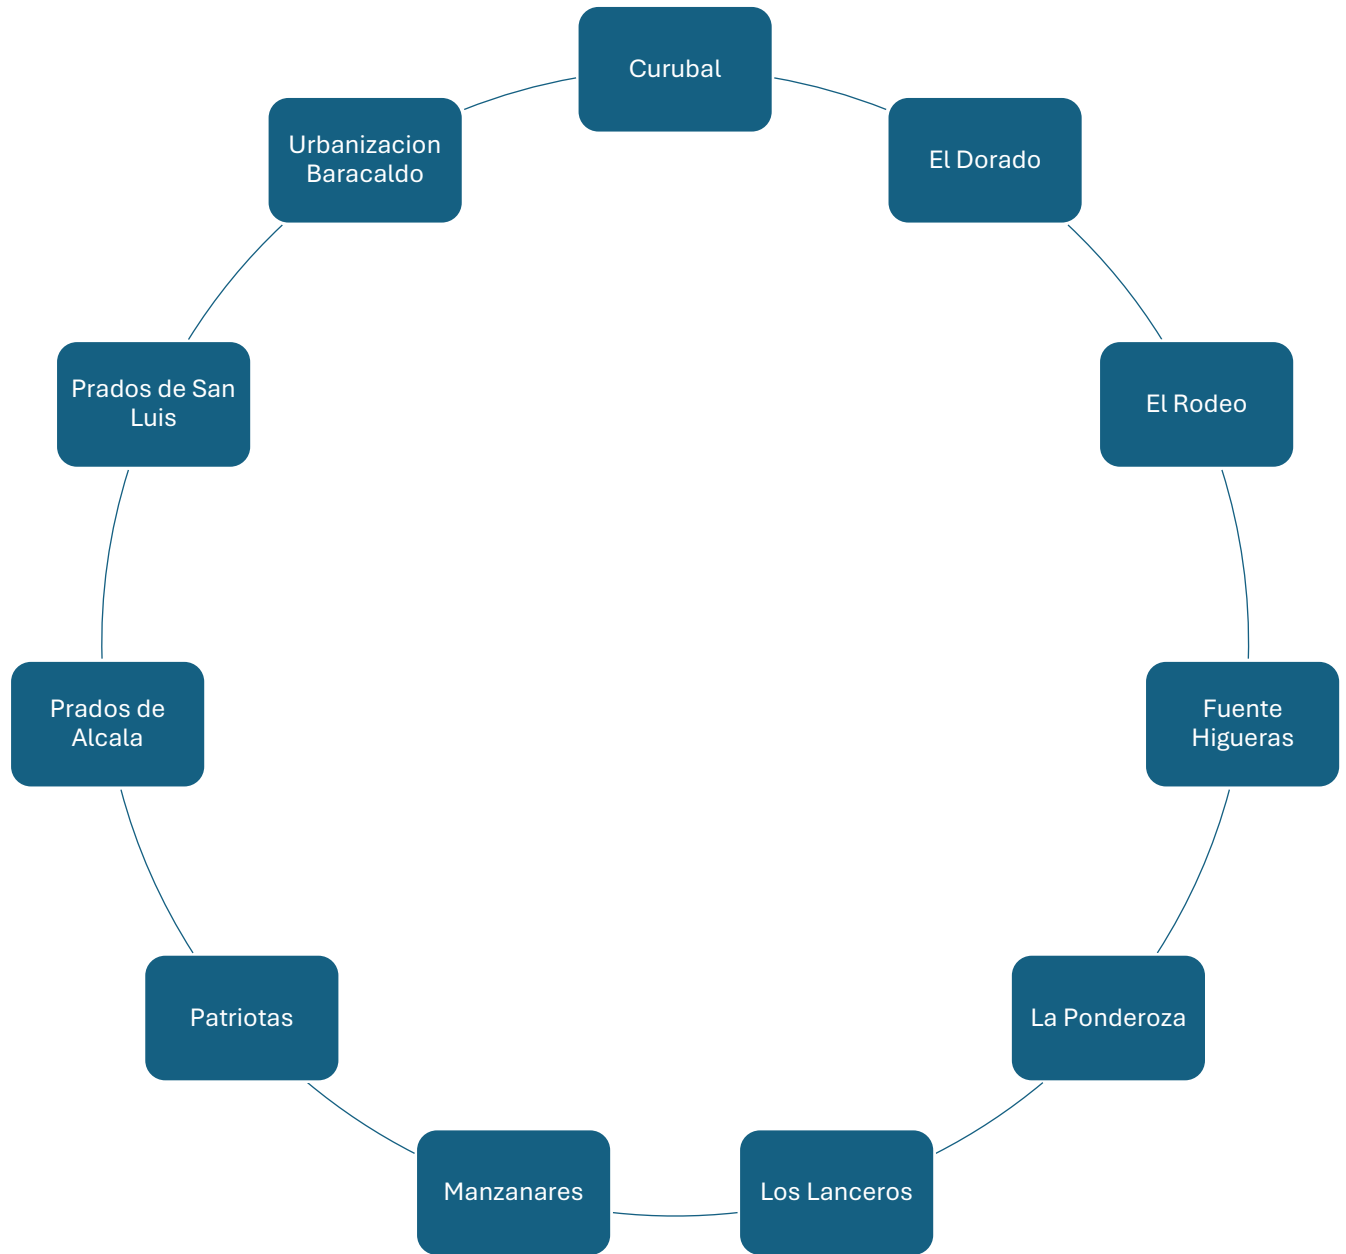 Curubal
El Dorado
El Rodeo
Fuente
Higueras
La Ponderoza
Los Lanceros
Manzanares
Patriotas
Prados de
Alcala
Prados de San
Luis
Urbanizacion
Baracaldo